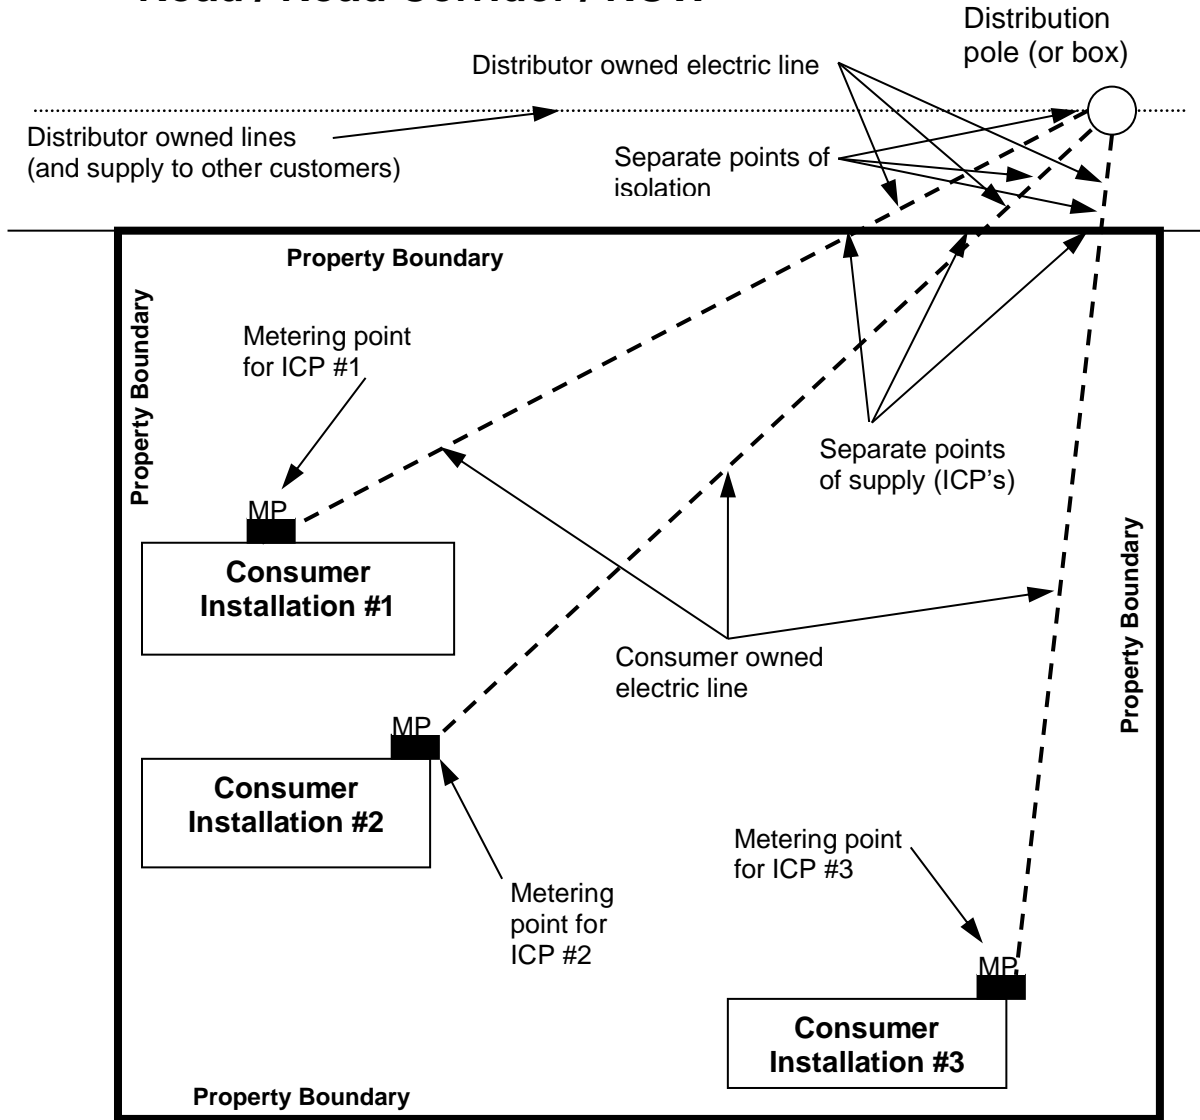 Distribution
pole (or box)
Distributor owned electric line
Distributor owned lines
(and supply to other customers)
Separate points of
isolation
Property Boundary
Property Boundary
Metering point
for ICP #1
Separate points
of supply (ICP's)
MP
Consumer
Installation #1
Property Boundary
Consumer owned
electric line
MP
Consumer
Installation #2
Metering point
for ICP #3
Metering
point for
ICP #2
MP
Consumer
Installation #3
Property Boundary